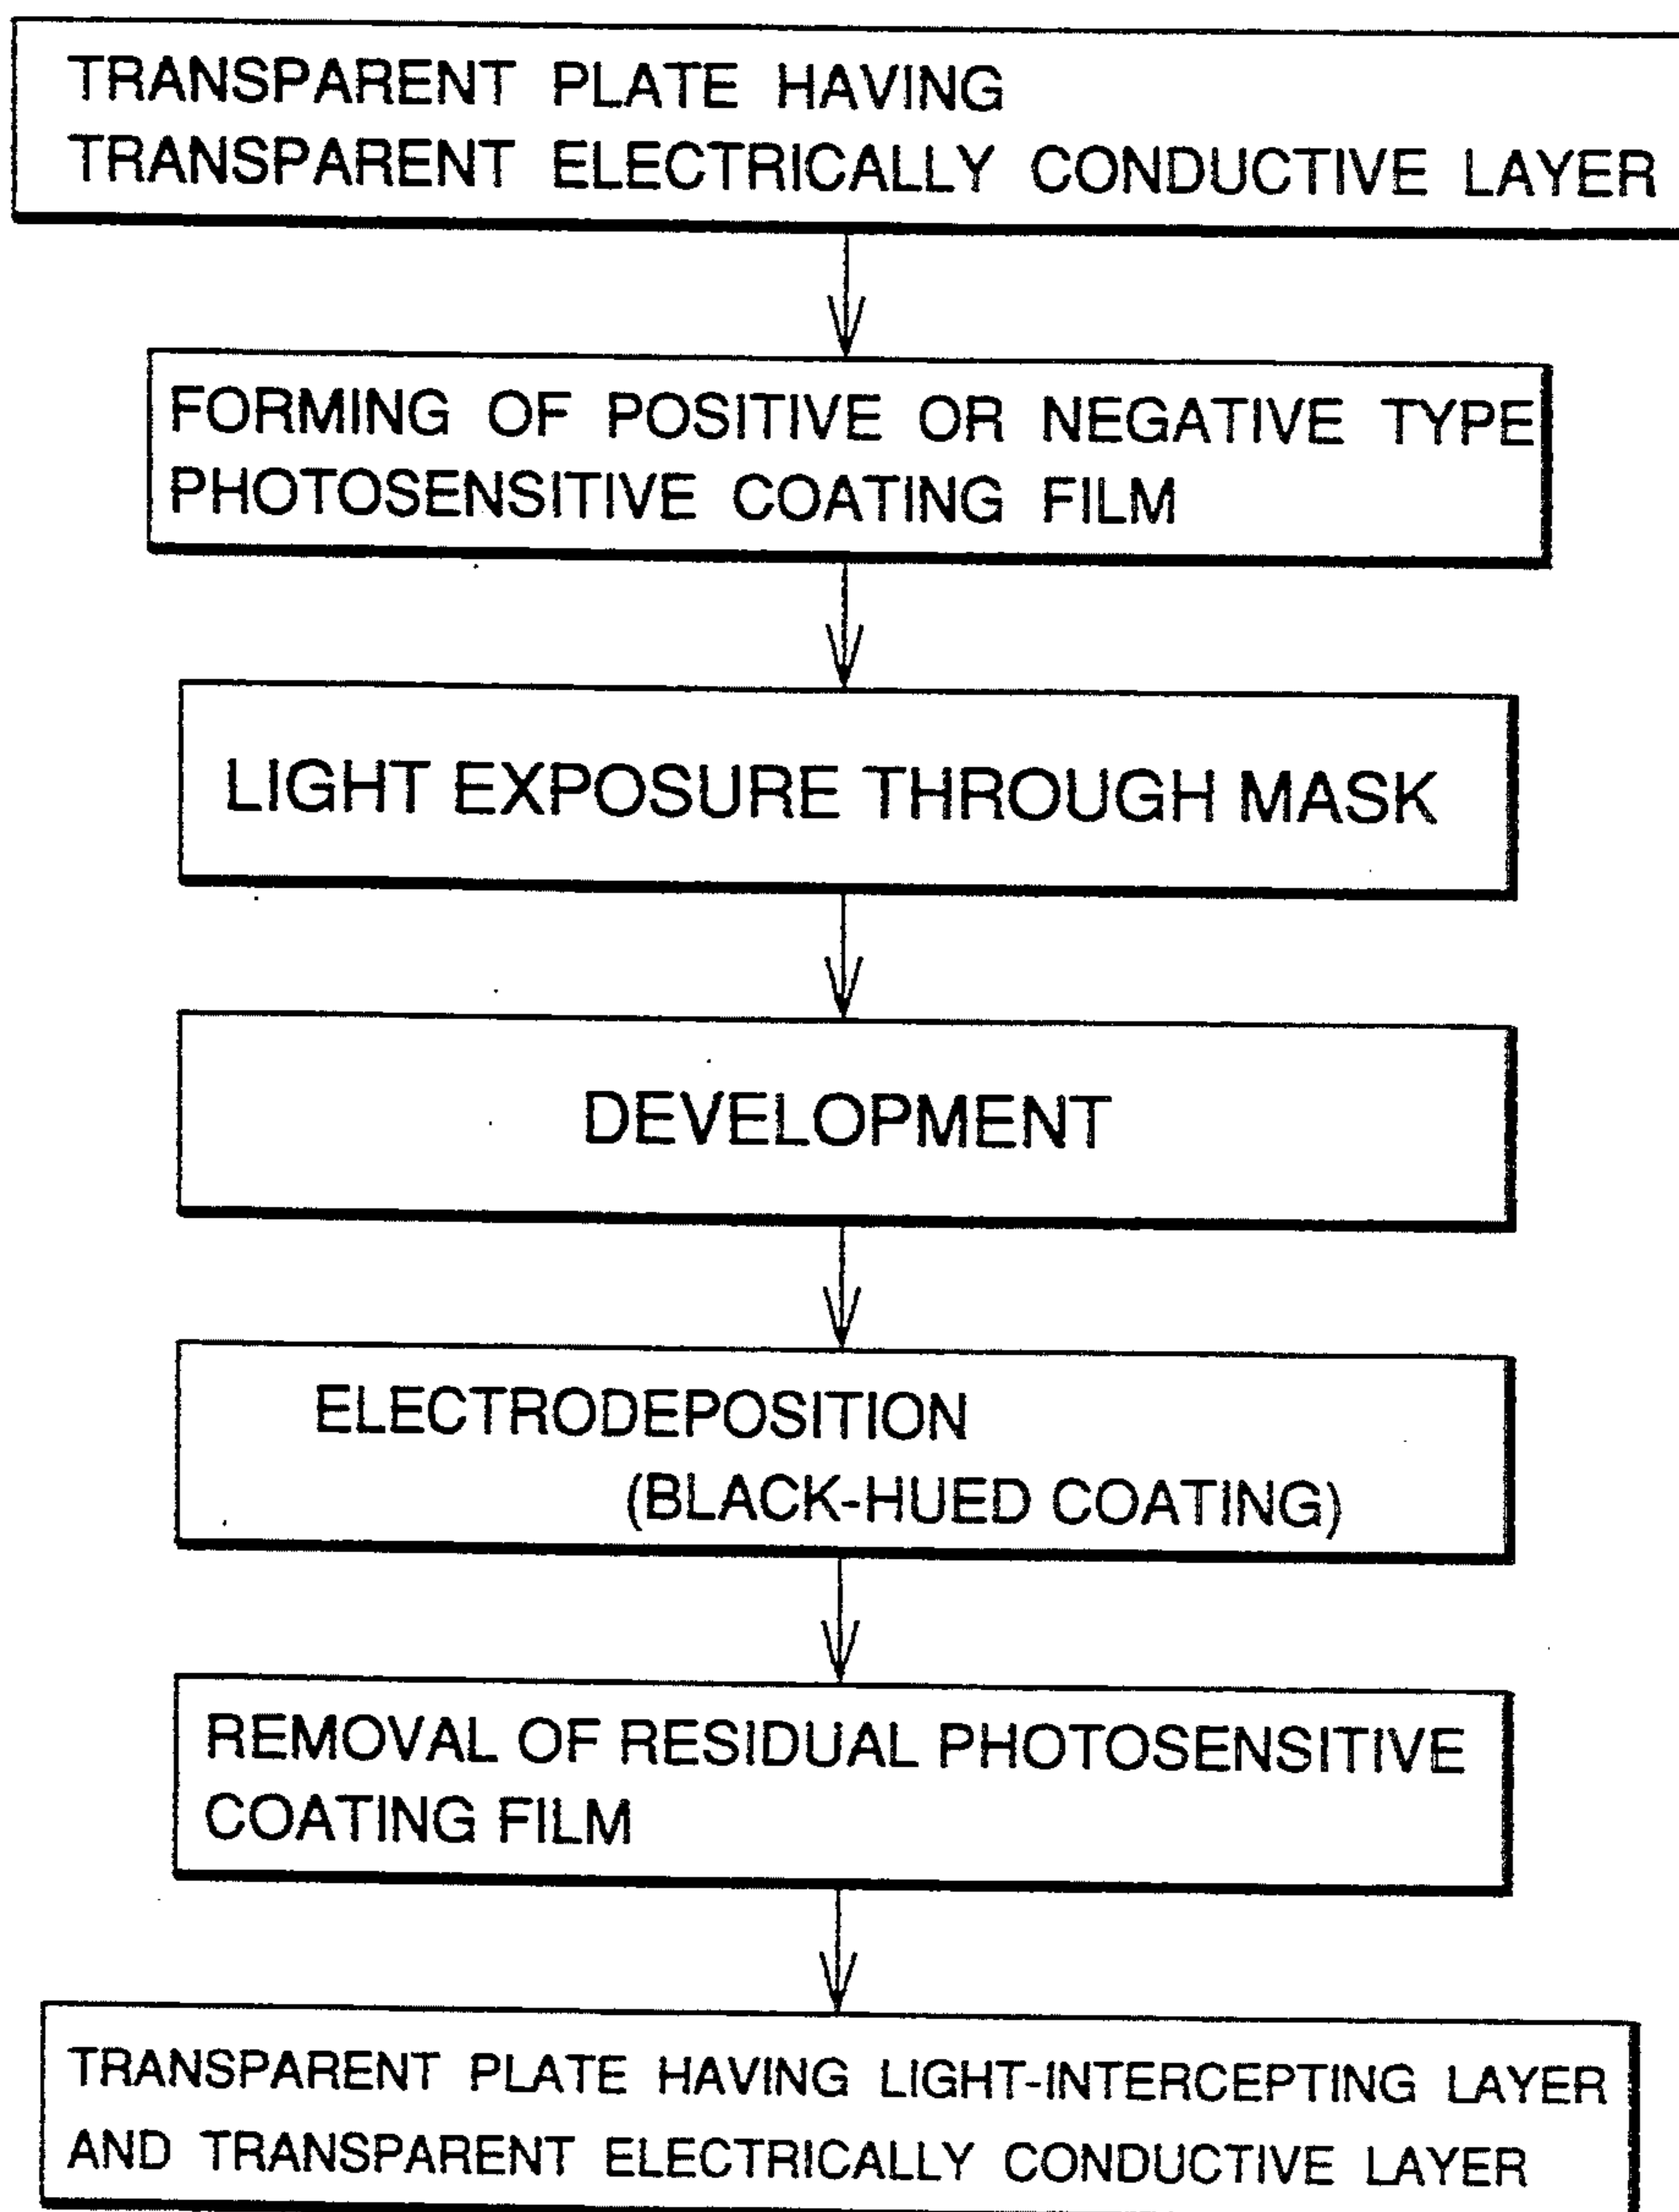 TRANSPARENT PLATE HAVING
TRANSPARENT ELECTRICALLY CONDUCTIVE LAYER
FORMING OF POSITIVE OR NEGATIVE TYPE
PHOTOSENSITIVE COATING FILM
LIGHT EXPOSURE THROUGH MASK
DEVELOPMENT
ELECTRODEPOSITION
(BLACK-HUED COATING)
REMOVAL OF RESIDUAL PHOTOSENSITIVE
COATING FILM
TRANSPARENT PLATE HAVING LIGHT-INTERCEPTING LAYER
AND TRANSPARENT ELECTRICALLY CONDUCTIVE LAYER